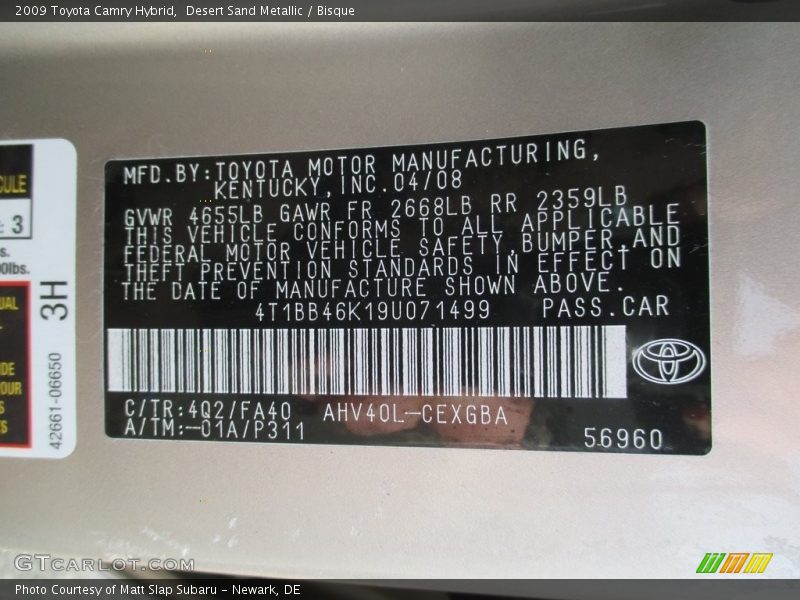 2009 Toyota Camry Hybrid,  Desert Sand Metallic / Bisque
MFD.BY:TOYOTA MOTOR MANUFACTURING,
KENTUCKY,INC.04/08
GVWR 4655LB GAWR FR 2668LB RR 2359LB
THIS VEHICLE CONFORMS TO ALL APPLICABLE
FEDERAL MOTOR VEHICLE SAFETY,BUMPER,AND
THEFT PREVENTION STANDARDS IN EFFECT ON
THE DATE OF MANUFACTURE SHOWN ABOVE.
4T1BB46K19U071499 PASS.CAR
C/TR:4Q2/FA40 AHV40L-CEXGBA
A/TM:-01A/P311
56960
3
3H
42661-06650
GTCARLOT.COM
Photo Courtesy of Matt Slap Subaru - Newark, DE